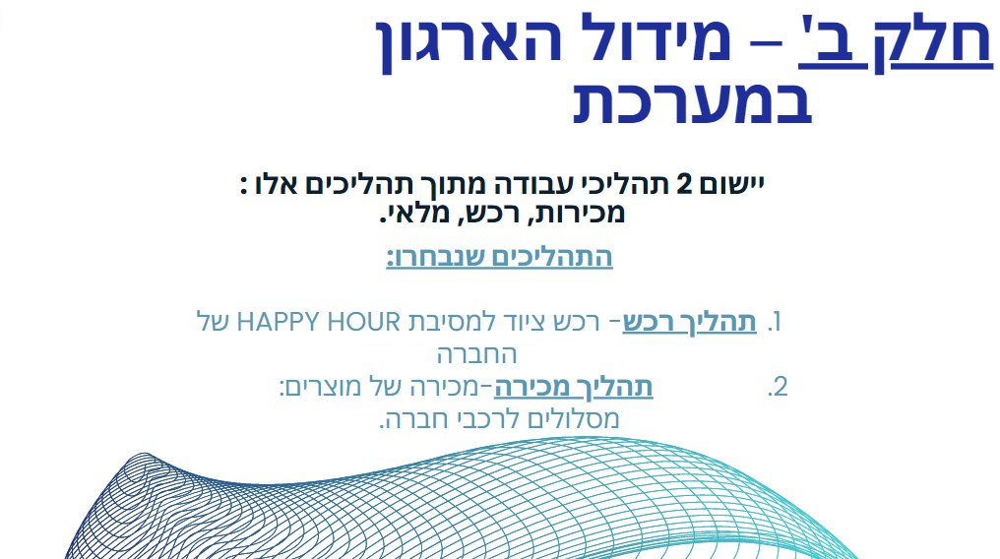 חלק ב' – מידול הארגון
במערכת
יישום 2 תהליכי עבודה מתוך תהליכים אלו :
מכירות, רכש, מלאי.
התהליכים שנבחרו:
1. תהליך רכש– רכש ציוד למסיבת HAPPY HOUR של
החברה
2. תהליך מכירה–מכירה של מוצרים:
מסלולים לרכבי חברה.